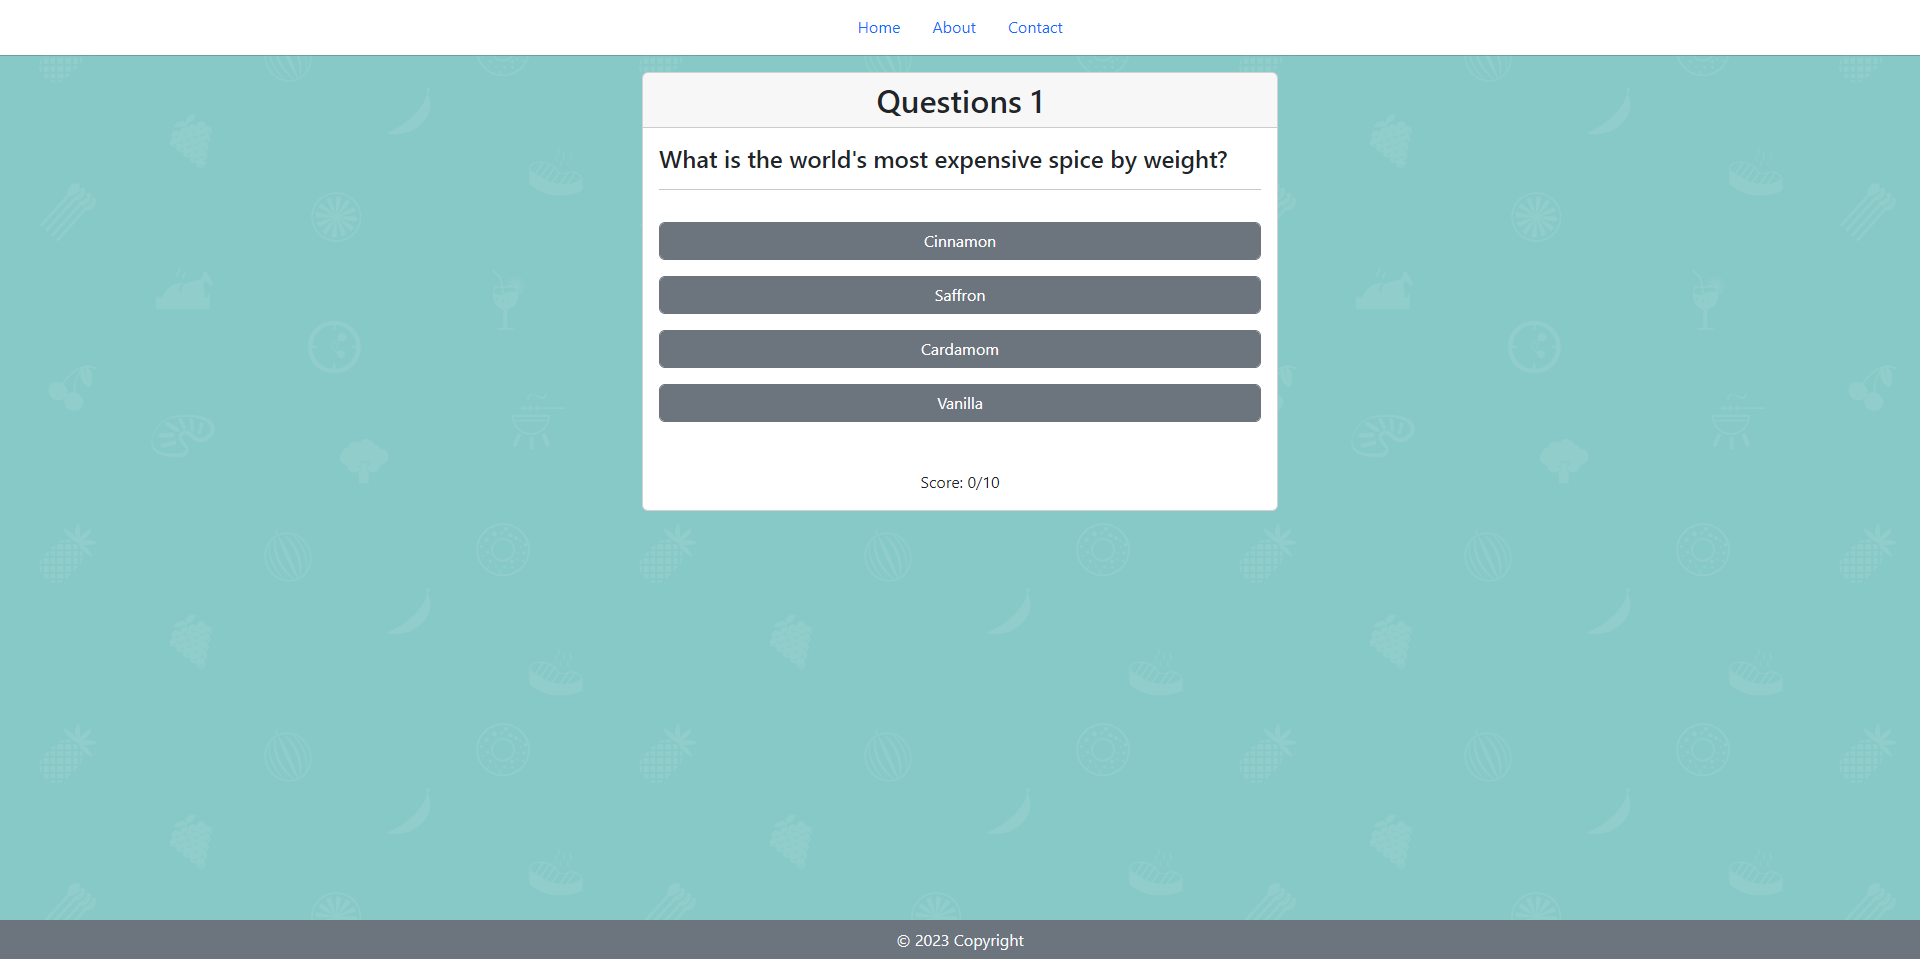 Home About Contact
Questions 1
What is the world's most expensive spice by weight?
Cinnamon
Saffron
Cardamom
Vanilla
Score: 0/10
© 2023 Copyright